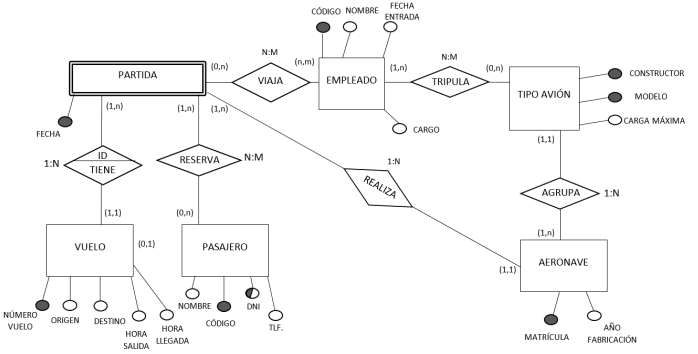 CÓDIGO
NOMBRE
FECHA
ENTRADA
N:M
N:M
PARTIDA
(0,n)
VIAJA
(n,m)
EMPLEADO
(1,n)
TRIPULA
(0,n)
TIPO AVIÓN
CONSTRUCTOR
MODELO
CARGA MÁXIMA
(1,n)
(1,n)
(1,n)
FECHA
CARGO
(1,1)
1:N
ID
TIENE
RESERVA
N:M
1:N
REALIZA
AGRUPA
1:N
(1,1)
(0,n)
(1,n)
VUELO
(0,1)
PASAJERO
(1,1)
AERONAVE
NÚMERO
VUELO
ORIGEN
DESTINO
HORA
SALIDA
HORA
LLEGADA
NOMBRE
CÓDIGO
DNI
TLF.
MATRÍCULA
AÑO
FABRICACIÓN